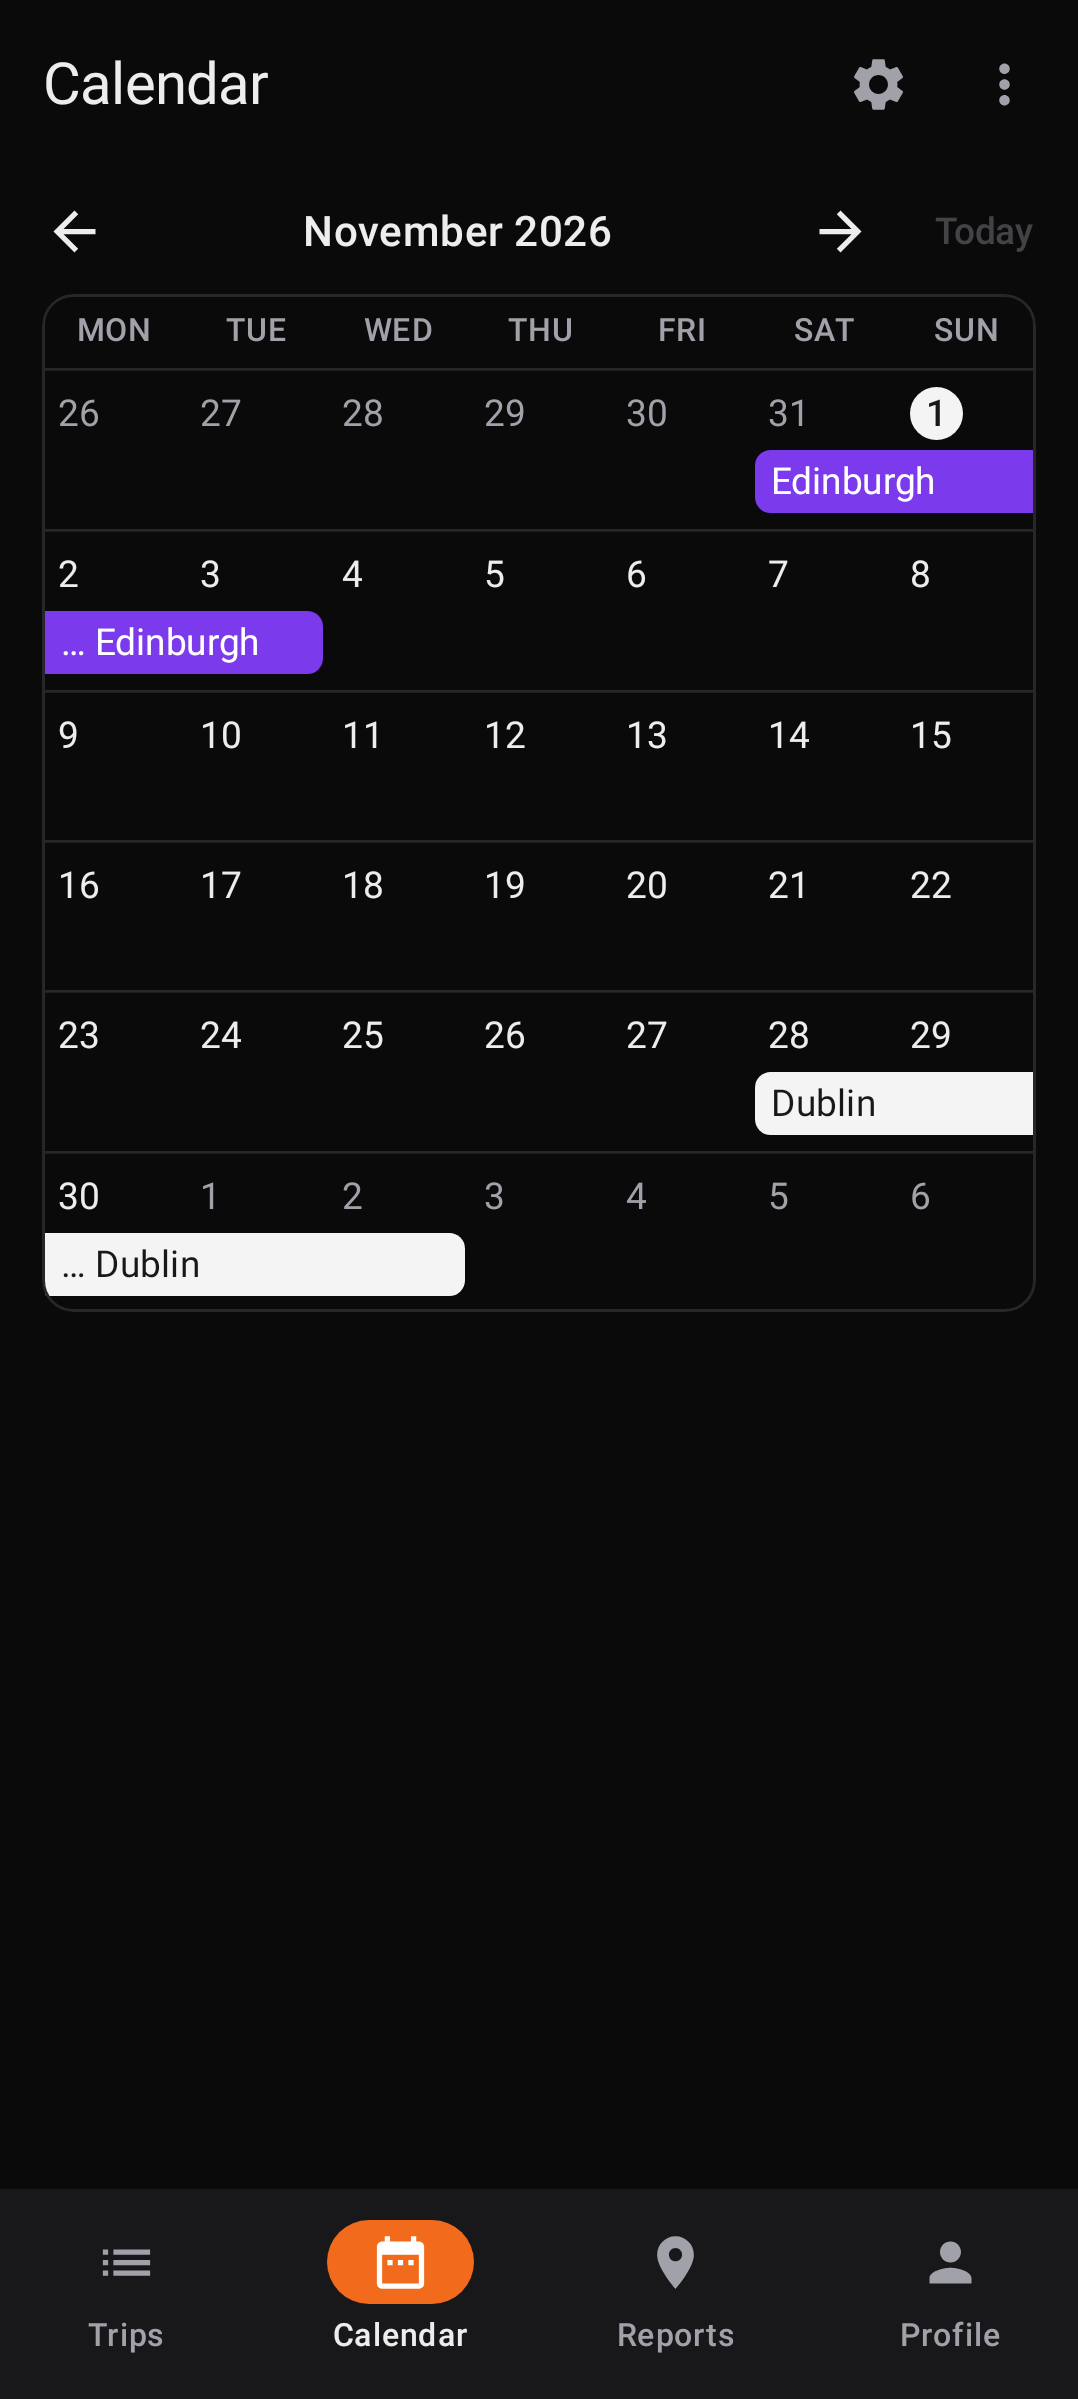 Calendar
November 2026 Today
MON TUE WED THU FRI SAT SUN
26 27 28 29 30 31 1
Edinburgh
2 3 4 5 6 7 8
... Edinburgh
9 10 11 12 13 14 15
16 17 18 19 20 21 22
23 24 25 26 27 28 29
Dublin
30 1 2 3 4 5 6
... Dublin
Trips Calendar Reports Profile